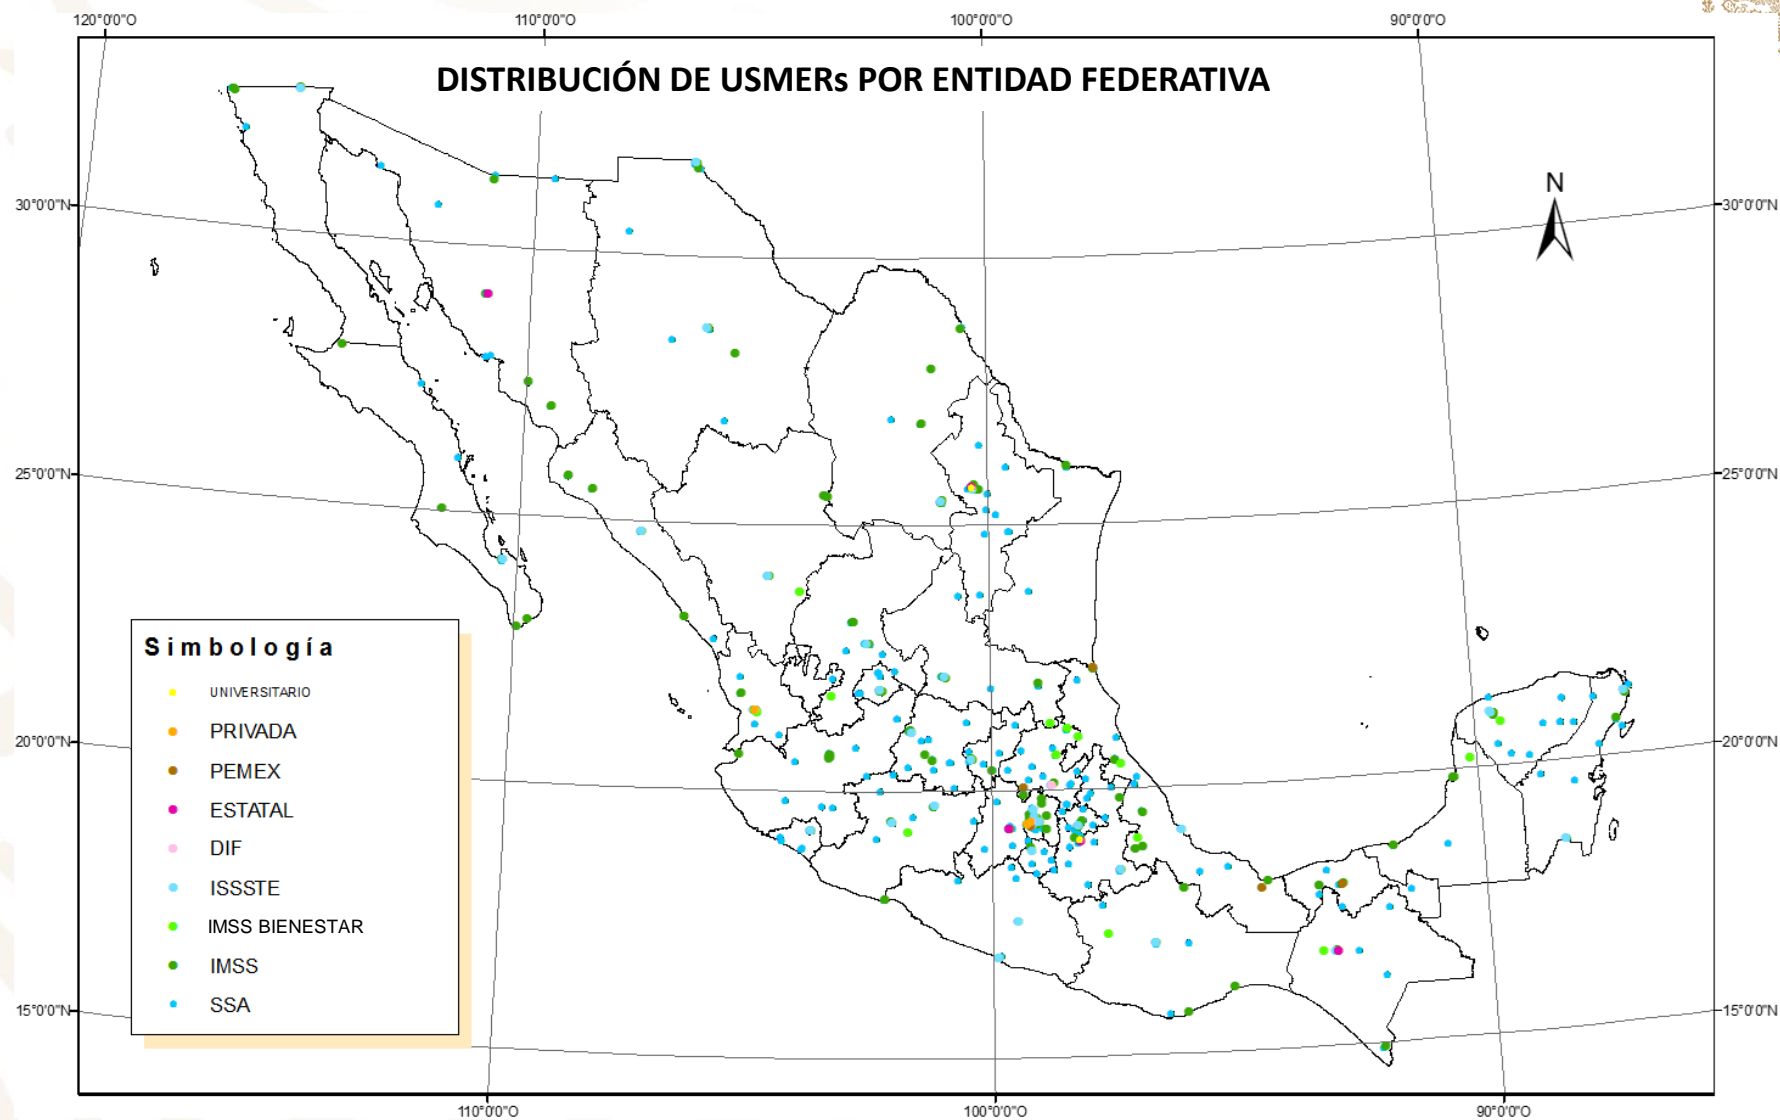 120°0'0"O 110°0'0"O 100°0'0"O 90°0'0"O
DISTRIBUCIÓN DE USMERs POR ENTIDAD FEDERATIVA
N
30°0'0"N 30°0'0"N
25°0'0"N 25°0'0"N
20°0'0"N 20°0'0"N
15°0'0"N 15°0'0"N
Simbología
UNIVERSITARIO
PRIVADA
PEMEX
ESTATAL
DIF
ISSSTE
IMSS BIENESTAR
IMSS
SSA
110°0'0"O 100°0'0"O 90°0'0"O